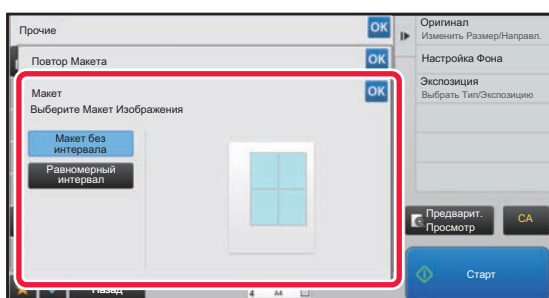 Прочие
OK
Повтор Макета
OK
Макет
OK
Выберите Макет Изображения
Макет без
интервала
Равномерный
интервал
Назад
4
A4
Оригинал
Изменить Размер/Направл.
Настройка Фона
Экспозиция
Выбрать Тип/Экспозицию
Предварит.
Просмотр
CA
Старт